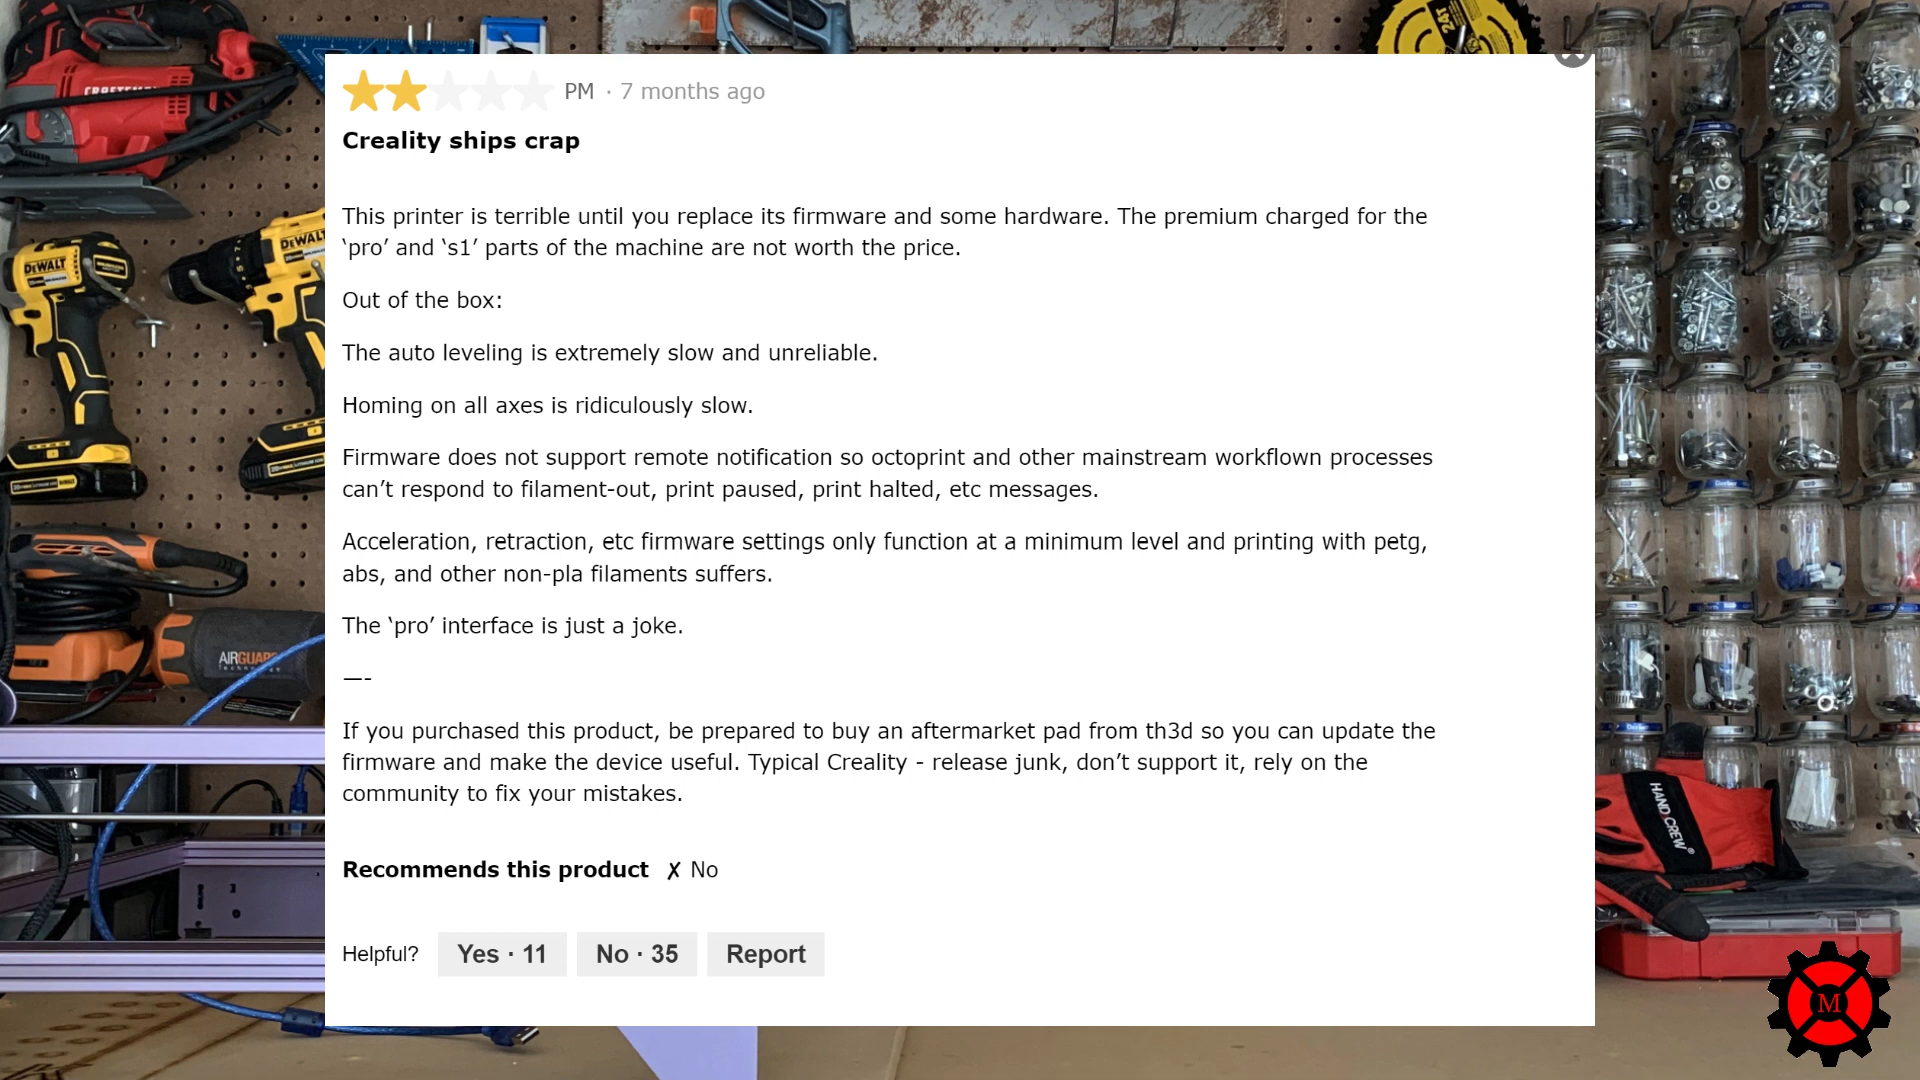 PM · 7 months ago
Creality ships crap
This printer is terrible until you replace its firmware and some hardware. The premium charged for the
‘pro’ and ‘s1’ parts of the machine are not worth the price.
Out of the box:
The auto leveling is extremely slow and unreliable.
Homing on all axes is ridiculously slow.
Firmware does not support remote notification so octoprint and other mainstream workflown processes
can’t respond to filament-out, print paused, print halted, etc messages.
Acceleration, retraction, etc firmware settings only function at a minimum level and printing with petg,
abs, and other non-pla filaments suffers.
The ‘pro’ interface is just a joke.
—-
If you purchased this product, be prepared to buy an aftermarket pad from th3d so you can update the
firmware and make the device useful. Typical Creality - release junk, don’t support it, rely on the
community to fix your mistakes.
Recommends this product ✗ No
Helpful? Yes · 11 No · 35 Report
CRAFTSMAN
DEWALT
DEWALT
AIRGUARD
24T
HAND CREW®
M